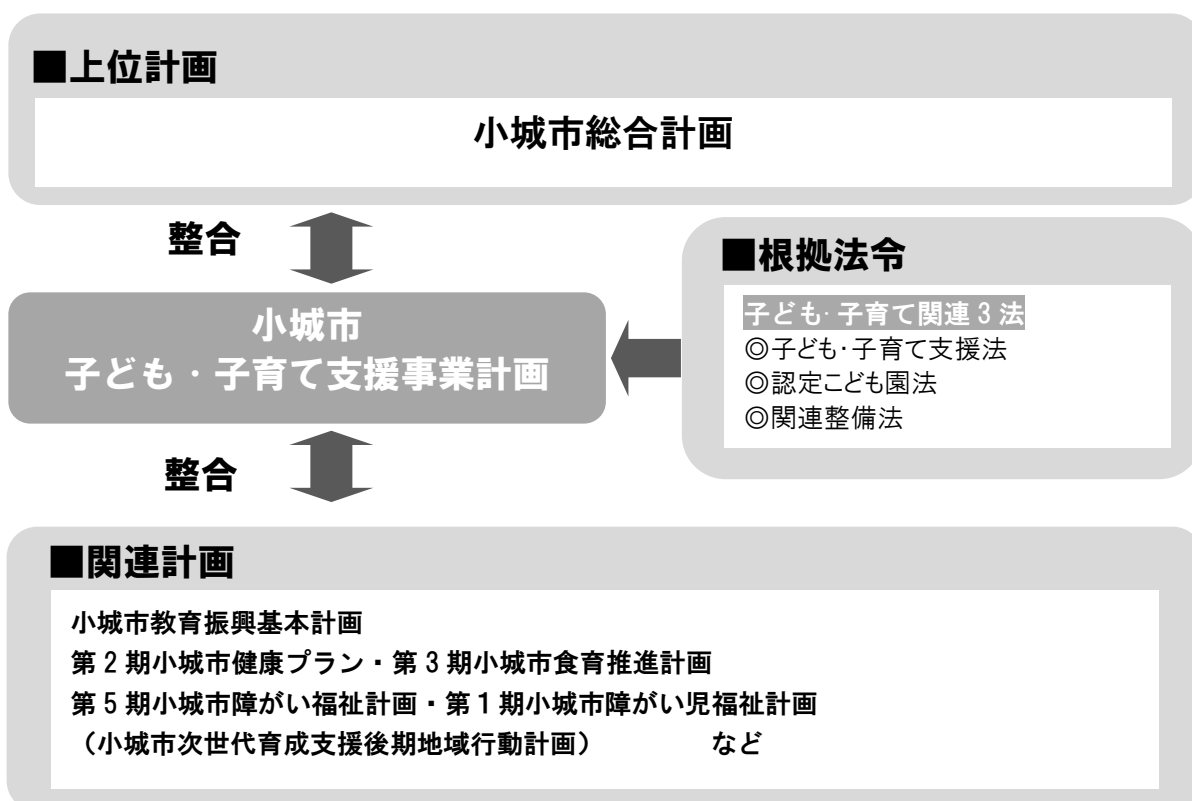 ■上位計画
小城市総合計画
整合
■根拠法令
子ども・子育て関連３法
◎子ども・子育て支援法
◎認定こども園法
◎関連整備法
小城市
子ども・子育て支援事業計画
整合
■関連計画
小城市教育振興基本計画
第２期小城市健康プラン・第３期小城市食育推進計画
第５期小城市障がい福祉計画・第１期小城市障がい児福祉計画
（小城市次世代育成支援後期地域行動計画）　　　　など